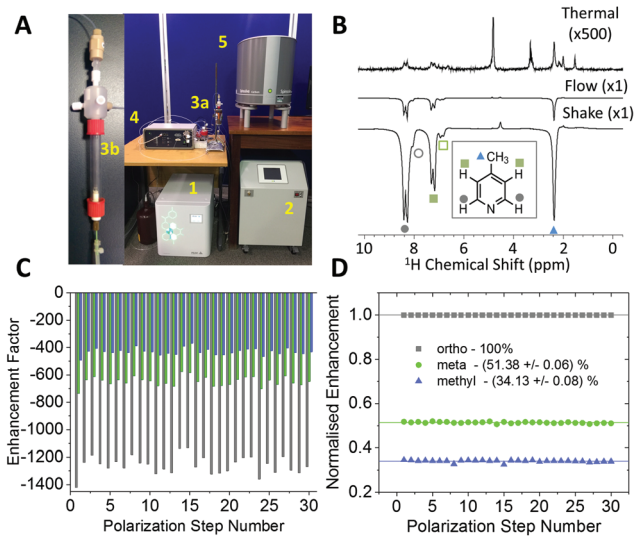 A
B
5
3a
4
3b
1
2
Thermal
(x500)
Flow (x1)
Shake (x1)
CH₃
H
H
H
H
N
10
8
6
4
2
0
¹H Chemical Shift (ppm)
C
0
-200
-400
-600
-800
-1000
-1200
-1400
Enhancement Factor
0 5 10 15 20 25 30
Polarization Step Number
D
1.0
0.8
0.6
0.4
0.2
Normalised Enhancement
ortho - 100%
meta - (51.38 +/- 0.06) %
methyl - (34.13 +/- 0.08) %
0 5 10 15 20 25 30
Polarization Step Number